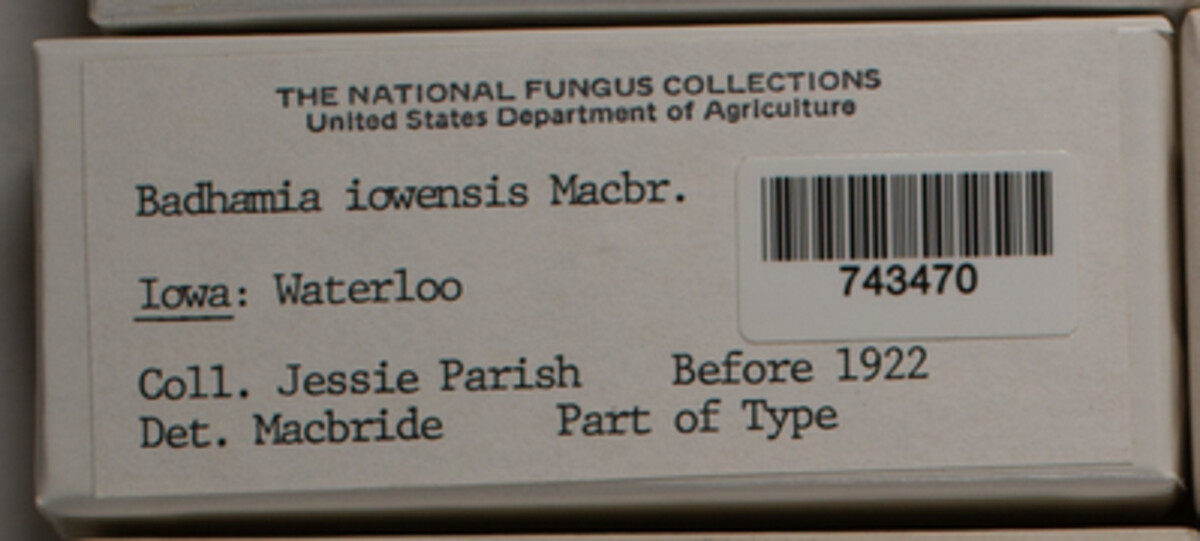 THE NATIONAL FUNGUS COLLECTIONS
United States Department of Agriculture
Badhamia iowensis Macbr.
Iowa: Waterloo
743470
Coll. Jessie Parish Before 1922
Det. Macbride Part of Type